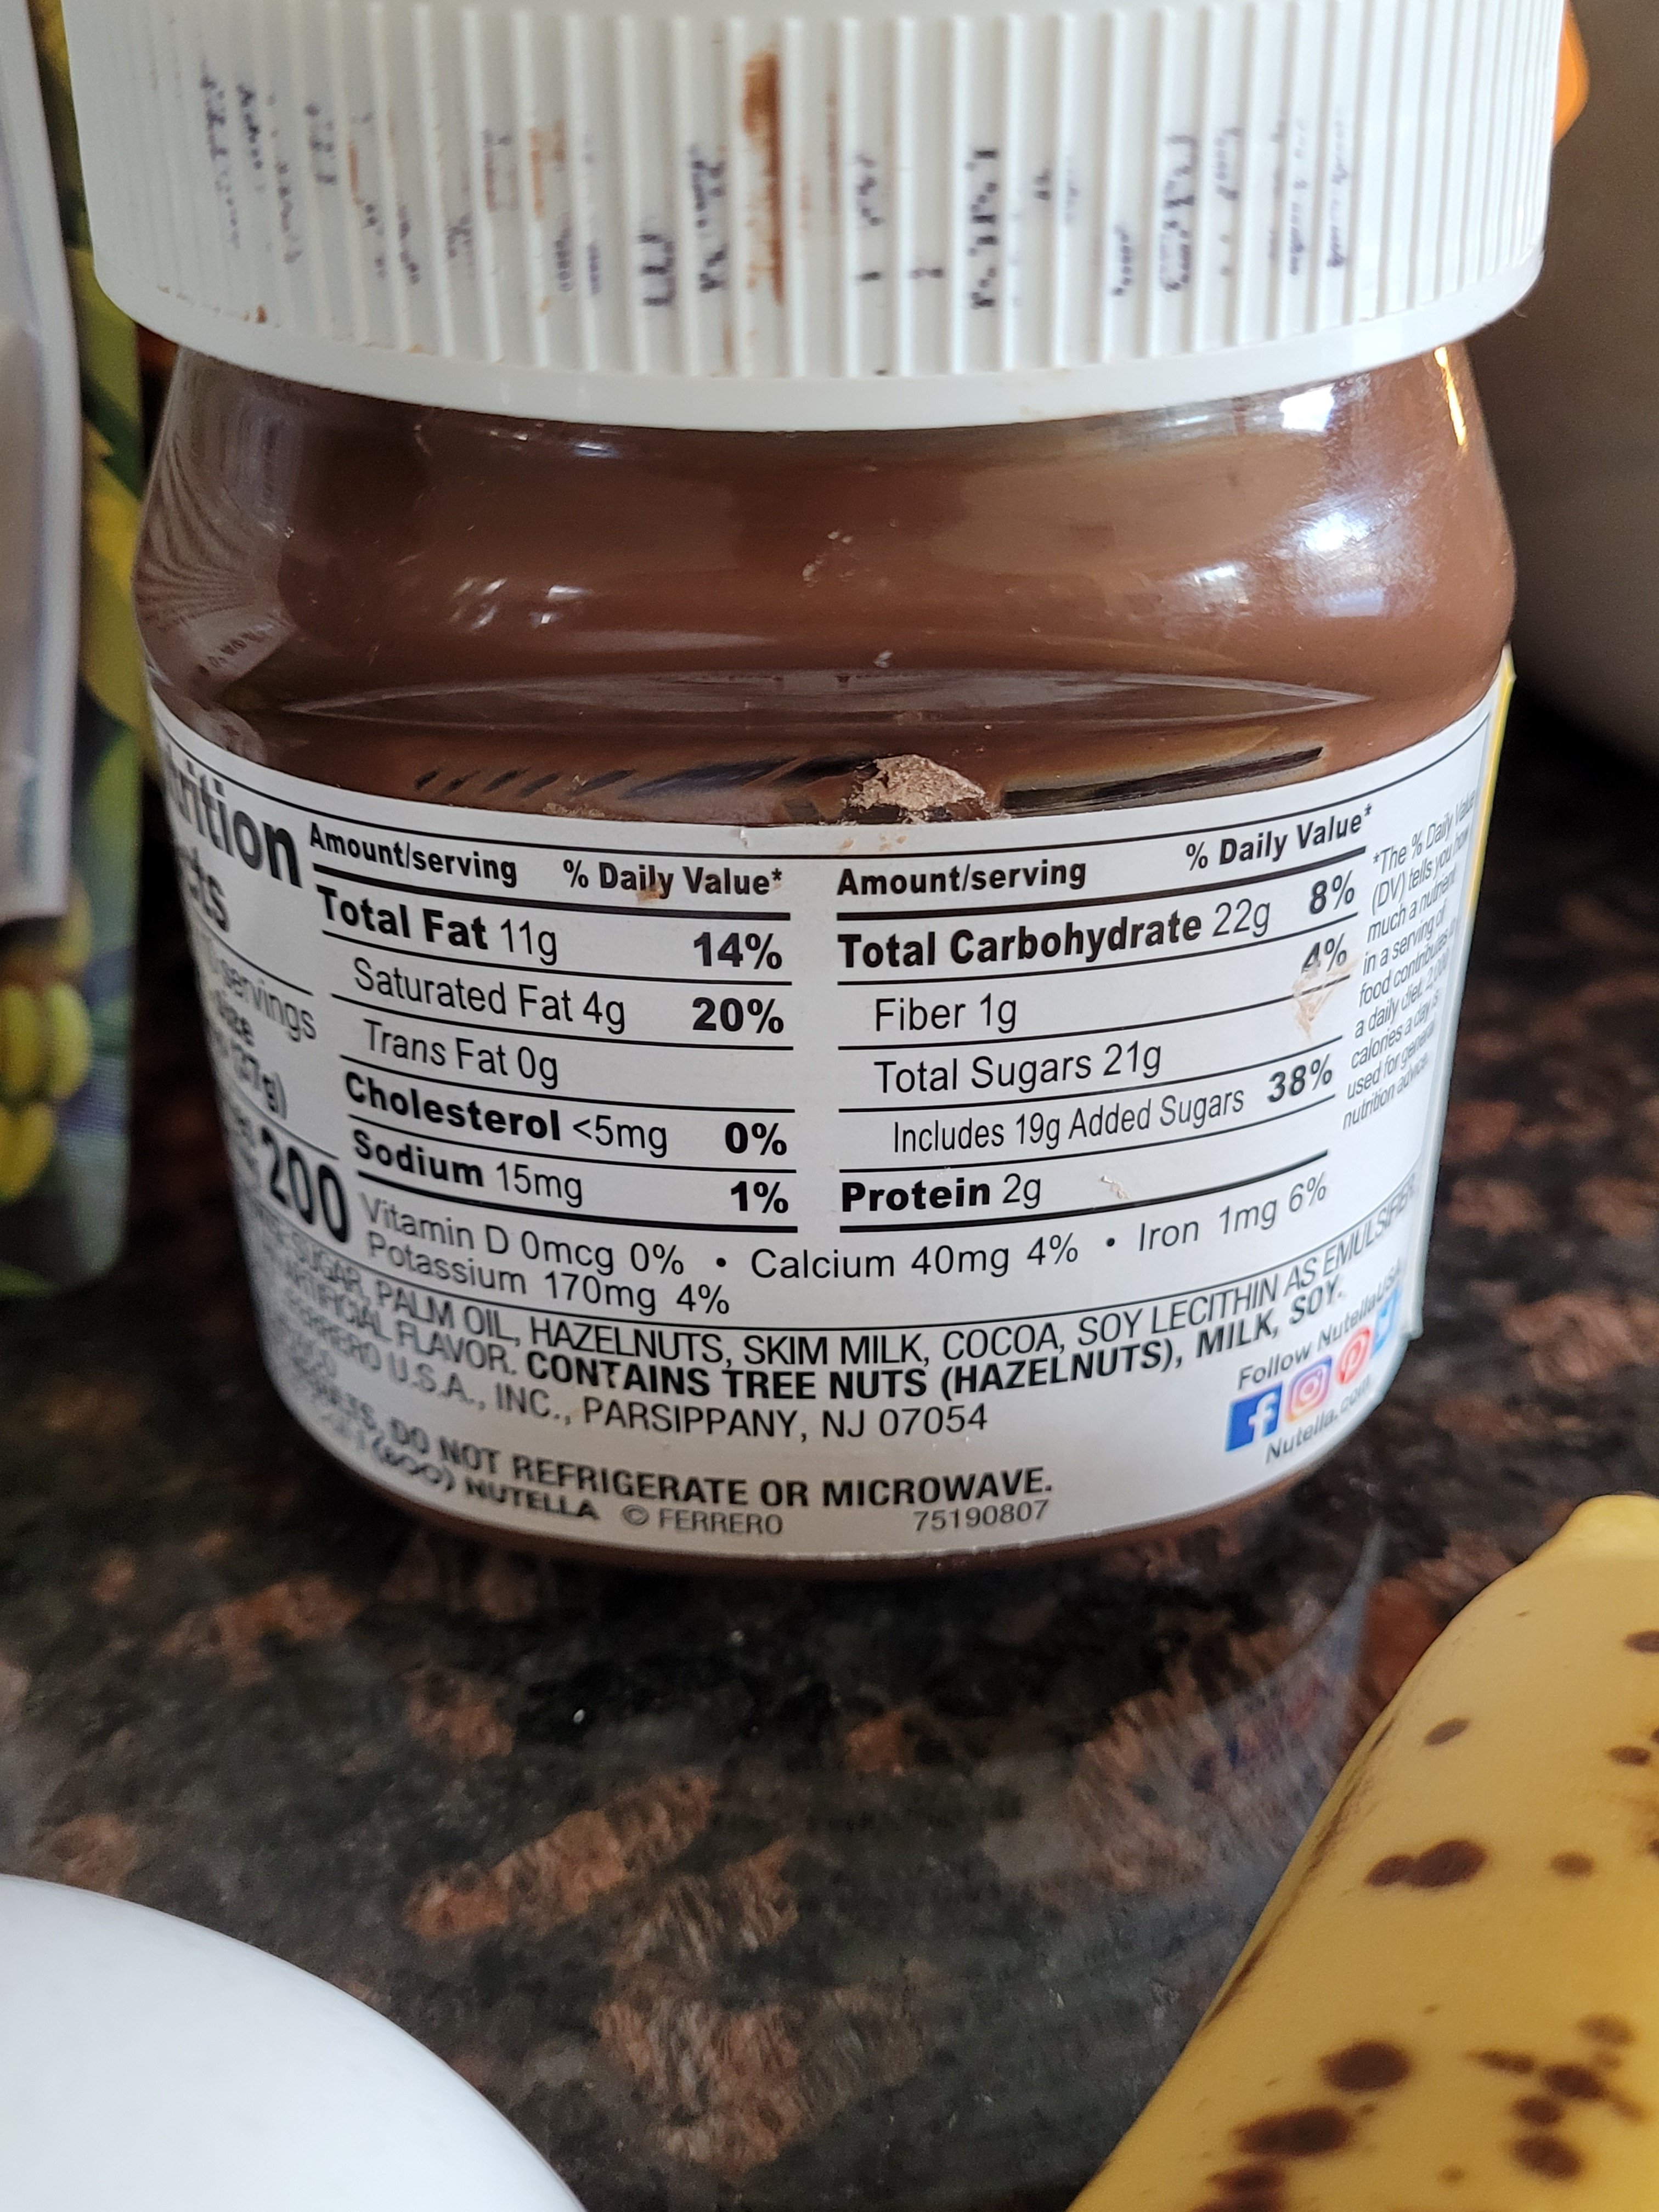 Amount/serving % Daily Value*
Total Fat 11g 14%
Saturated Fat 4g 20%
Trans Fat 0g
Cholesterol <5mg 0%
Sodium 15mg 1%
Amount/serving % Daily Value*
Total Carbohydrate 22g 8%
Fiber 1g 4%
Total Sugars 21g
Includes 19g Added Sugars 38%
Protein 2g
Vitamin D 0mcg 0% • Calcium 40mg 4% • Iron 1mg 6%
Potassium 170mg 4%
*The % Daily Value
(DV) tells you how
much a nutrient
in a serving of
food contributes
a daily diet. 2,000
calories a day is
used for general
nutrition advice.
servings
size
200
SUGAR, PALM OIL, HAZELNUTS, SKIM MILK, COCOA, SOY LECITHIN AS EMULSIFIER,
ARTIFICIAL FLAVOR. CONTAINS TREE NUTS (HAZELNUTS), MILK, SOY.
FERRERO U.S.A., INC., PARSIPPANY, NJ 07054
DO NOT REFRIGERATE OR MICROWAVE.
(800) NUTELLA © FERRERO 75190807
Follow NutellaUSA
Nutella.com